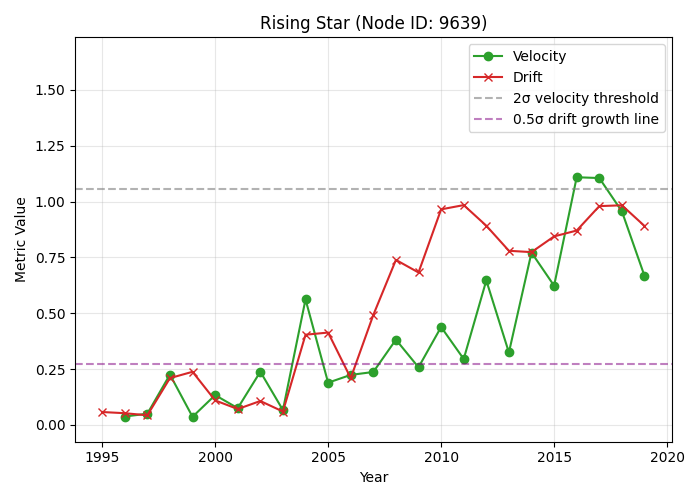 Rising Star (Node ID: 9639)
Velocity
Drift
2σ velocity threshold
0.5σ drift growth line
1.50
1.25
1.00
0.75
0.50
0.25
0.00
Metric Value
1995
2000
2005
2010
2015
2020
Year